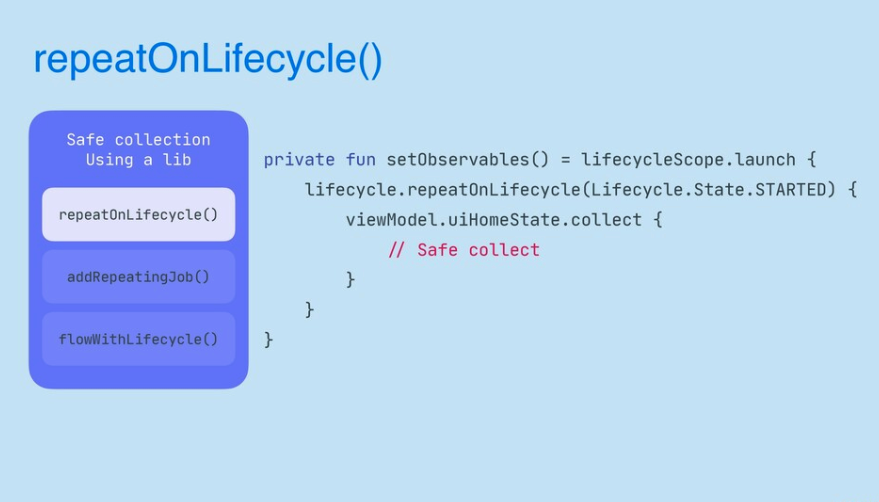 repeatOnLifecycle()
Safe collection
Using a lib
repeatOnLifecycle()
addRepeatingJob()
flowWithLifecycle()
private fun setObservables() = lifecycleScope.launch {
    lifecycle.repeatOnLifecycle(Lifecycle.State.STARTED) {
        viewModel.uiHomeState.collect {
            // Safe collect
        }
    }
}